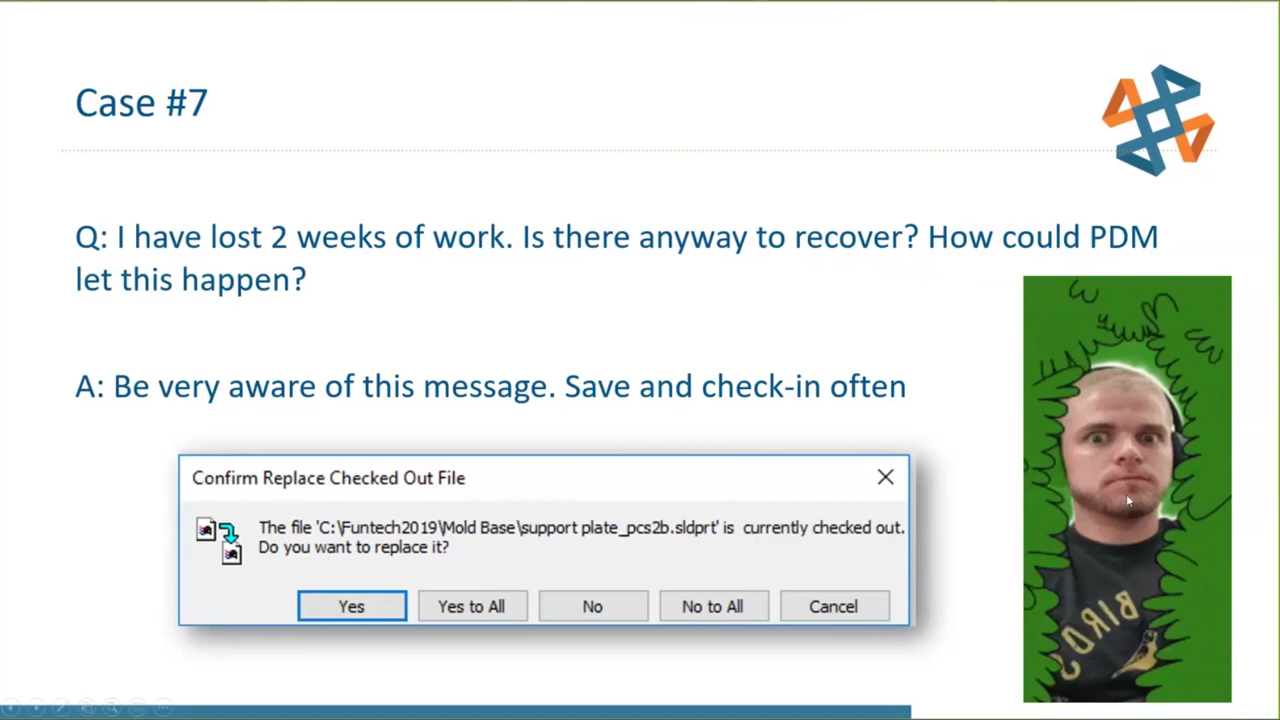 Case #7
Q: I have lost 2 weeks of work. Is there anyway to recover? How could PDM
let this happen?
A: Be very aware of this message. Save and check-in often
Confirm Replace Checked Out File
The file 'C:\Funtech2019\Mold Base\support plate_pcs2b.sldprt' is currently checked out.
Do you want to replace it?
Yes
Yes to All
No
No to All
Cancel
BIRDS